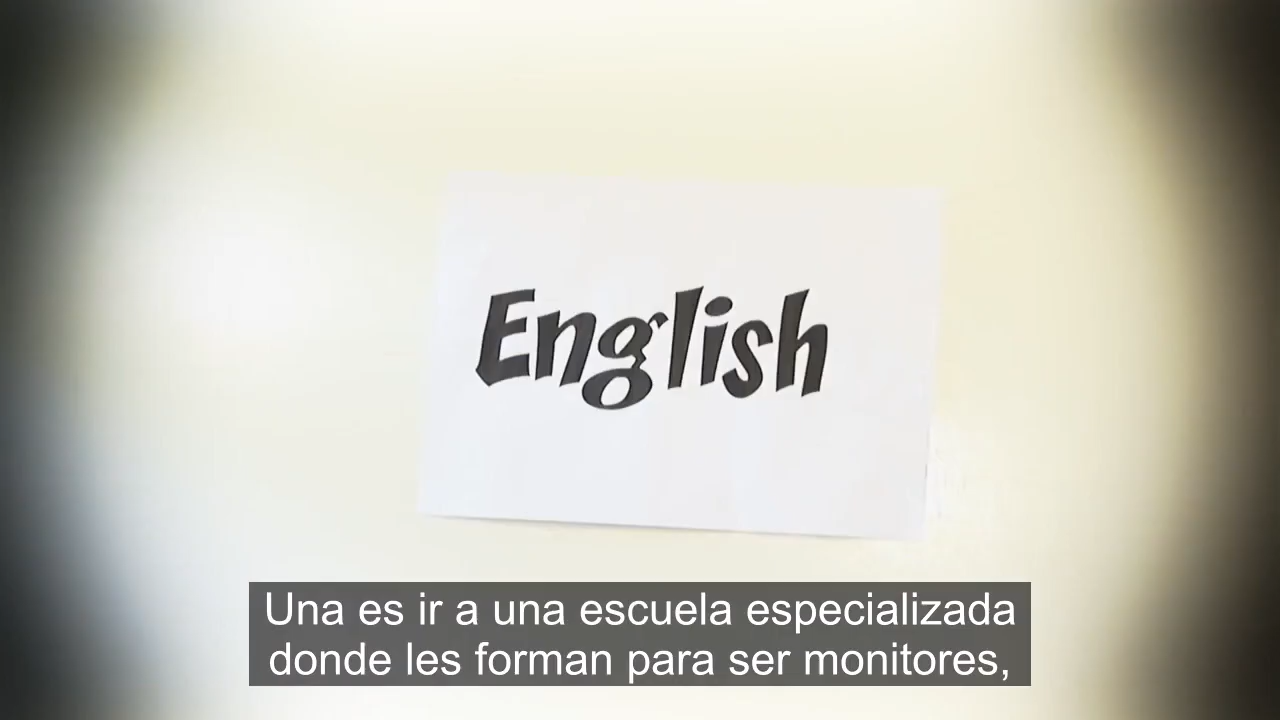 English
Una es ir a una escuela especializada
donde les forman para ser monitores,